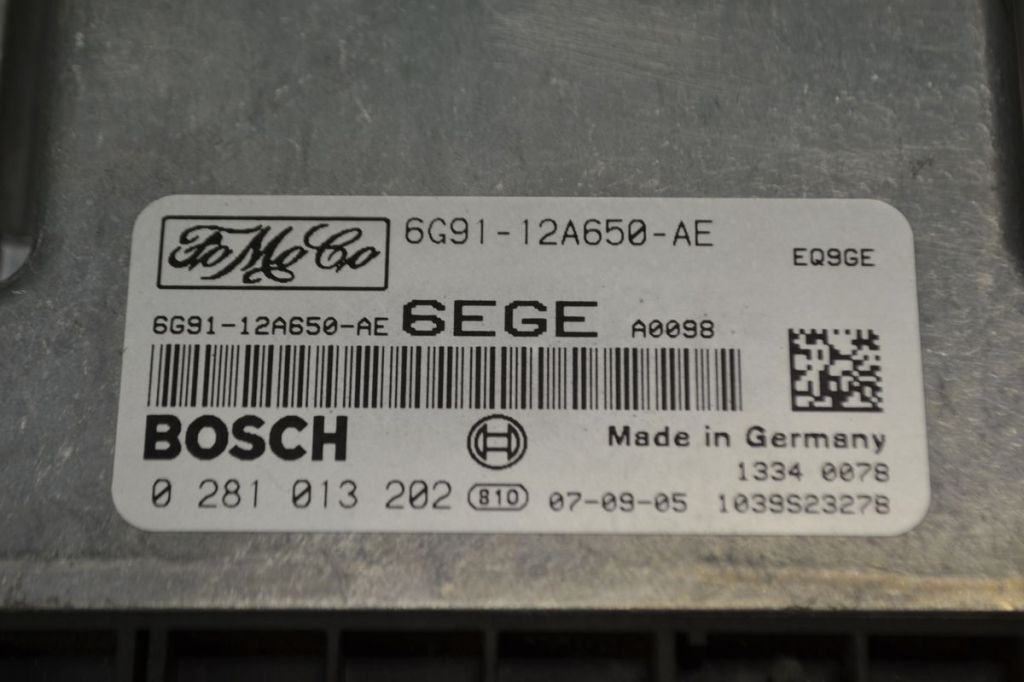 FoMoCo 6G91-12A650-AE
EQ9GE
6G91-12A650-AE 6EGE A0098
BOSCH Made in Germany
1334 0078
0 281 013 202 810 07-09-05 1039S23278